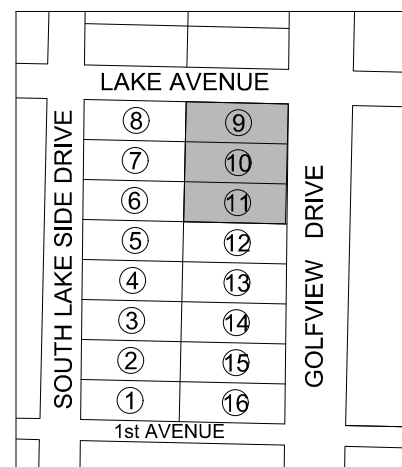 LAKE AVENUE
SOUTH LAKE SIDE DRIVE
8 9
7 10
6 11
5 12
4 13
3 14
2 15
1 16
GOLFVIEW DRIVE
1st AVENUE